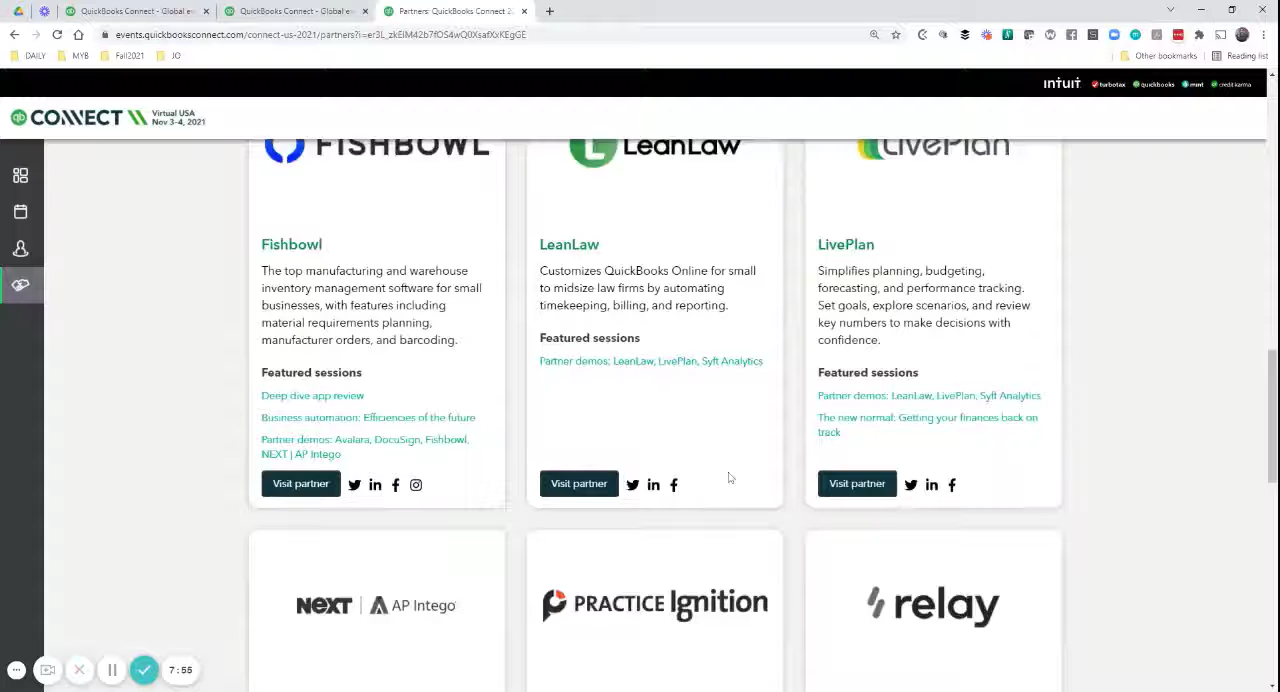 QuickBooks Connect - Global e
QuickBooks Connect - Global e
Partners: QuickBooks Connect 2
DAILY
MYB
Fall2021
JO
Other bookmarks
Reading list
INTUIT
turbotax
quickbooks
mint
credit karma
qb CONNECT
Virtual USA
Nov 3-4, 2021
FISHBOWL
LeanLaw
LivePlan
Fishbowl
The top manufacturing and warehouse
inventory management software for small
businesses, with features including
material requirements planning,
manufacturer orders, and barcoding.
Featured sessions
Deep dive app review
Business automation: Efficiencies of the future
Partner demos: Avalara, DocuSign, Fishbowl,
NEXT | AP Intego
Visit partner
LeanLaw
Customizes QuickBooks Online for small
to midsize law firms by automating
timekeeping, billing, and reporting.
Featured sessions
Partner demos: LeanLaw, LivePlan, Syft Analytics
Visit partner
LivePlan
Simplifies planning, budgeting,
forecasting, and performance tracking.
Set goals, explore scenarios, and review
key numbers to make decisions with
confidence.
Featured sessions
Partner demos: LeanLaw, LivePlan, Syft Analytics
The new normal: Getting your finances back on
track
Visit partner
NEXT | AP Intego
PRACTICE Ignition
relay
7:55